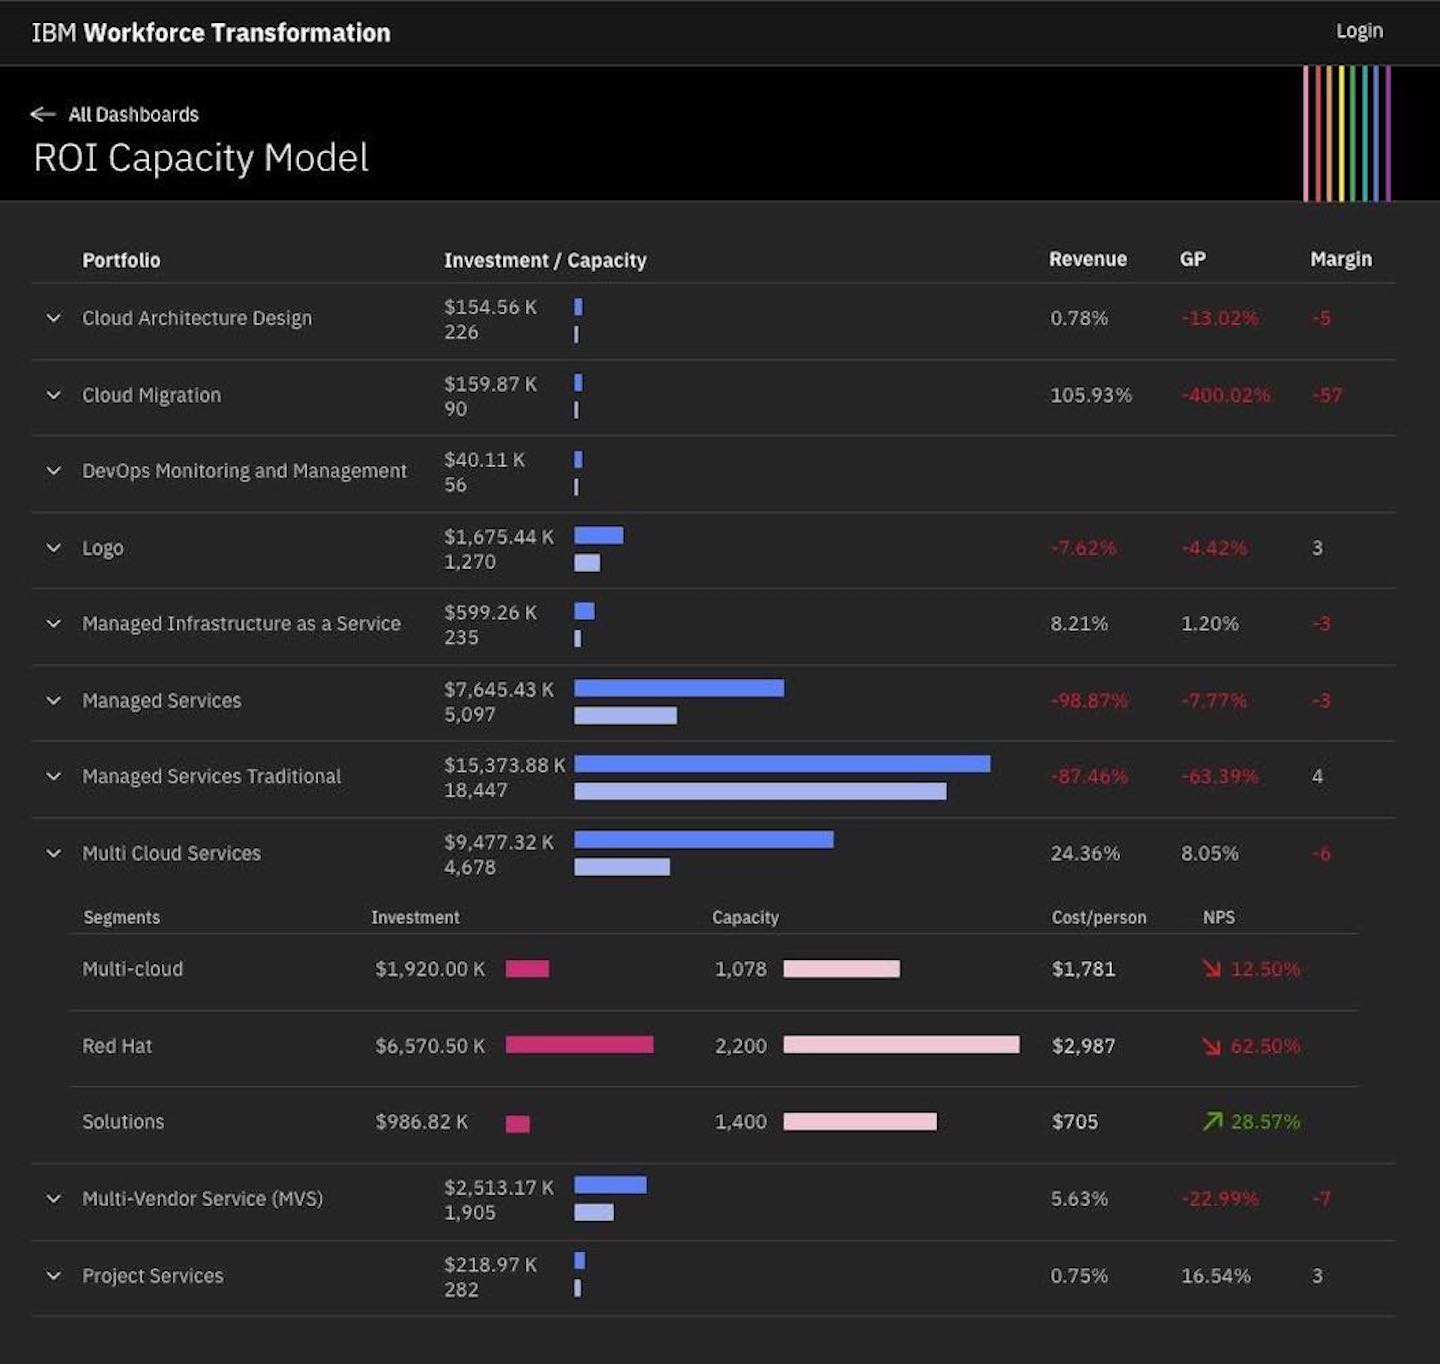 IBM Workforce Transformation
Login
All Dashboards
ROI Capacity Model
Portfolio Investment / Capacity Revenue GP Margin
Cloud Architecture Design $154.56 K 226 0.78% -13.02% -5
Cloud Migration $159.87 K 90 105.93% -400.02% -57
DevOps Monitoring and Management $40.11 K 56
Logo $1,675.44 K 1,270 -7.62% -4.42% 3
Managed Infrastructure as a Service $599.26 K 235 8.21% 1.20% -3
Managed Services $7,645.43 K 5,097 -98.87% -7.77% -3
Managed Services Traditional $15,373.88 K 18,447 -87.46% -63.39% 4
Multi Cloud Services $9,477.32 K 4,678 24.36% 8.05% -6
Segments Investment Capacity Cost/person NPS
Multi-cloud $1,920.00 K 1,078 $1,781 12.50%
Red Hat $6,570.50 K 2,200 $2,987 62.50%
Solutions $986.82 K 1,400 $705 28.57%
Multi-Vendor Service (MVS) $2,513.17 K 1,905 5.63% -22.99% -7
Project Services $218.97 K 282 0.75% 16.54% 3